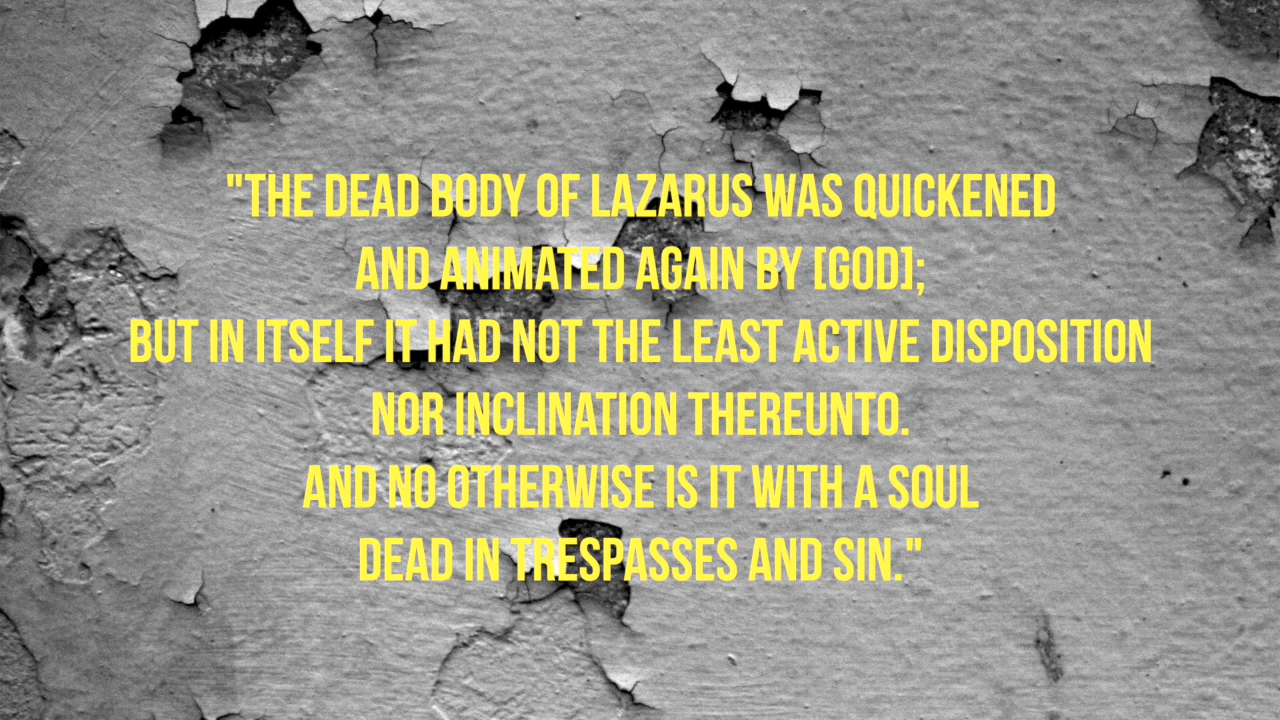 "THE DEAD BODY OF LAZARUS WAS QUICKENED
AND ANIMATED AGAIN BY [GOD];
BUT IN ITSELF IT HAD NOT THE LEAST ACTIVE DISPOSITION
NOR INCLINATION THEREUNTO.
AND NO OTHERWISE IS IT WITH A SOUL
DEAD IN TRESPASSES AND SIN."